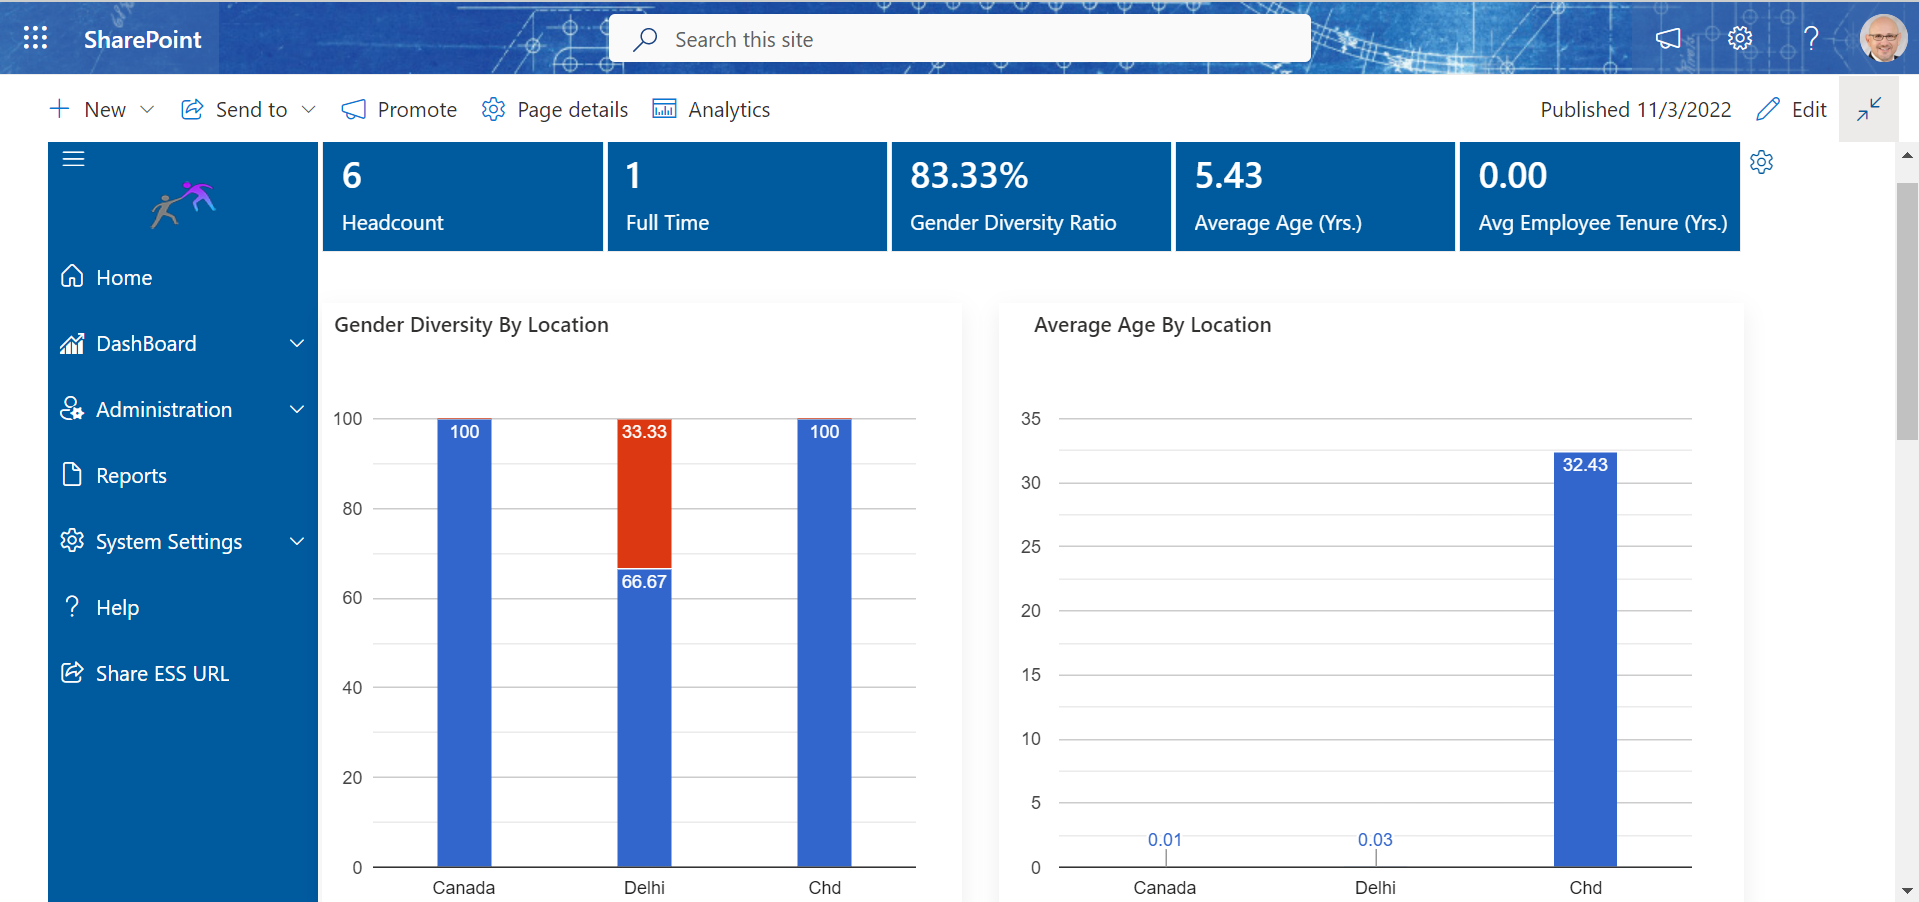 SharePoint
Search this site
?
New
Send to
Promote
Page details
Analytics
Published 11/3/2022
Edit
6
Headcount
1
Full Time
83.33%
Gender Diversity Ratio
5.43
Average Age (Yrs.)
0.00
Avg Employee Tenure (Yrs.)
Home
DashBoard
Administration
Reports
System Settings
? Help
Share ESS URL
Gender Diversity By Location
100
80
60
40
20
0
100
33.33
66.67
100
Canada
Delhi
Chd
Average Age By Location
35
30
25
20
15
10
5
0
0.01
0.03
32.43
Canada
Delhi
Chd